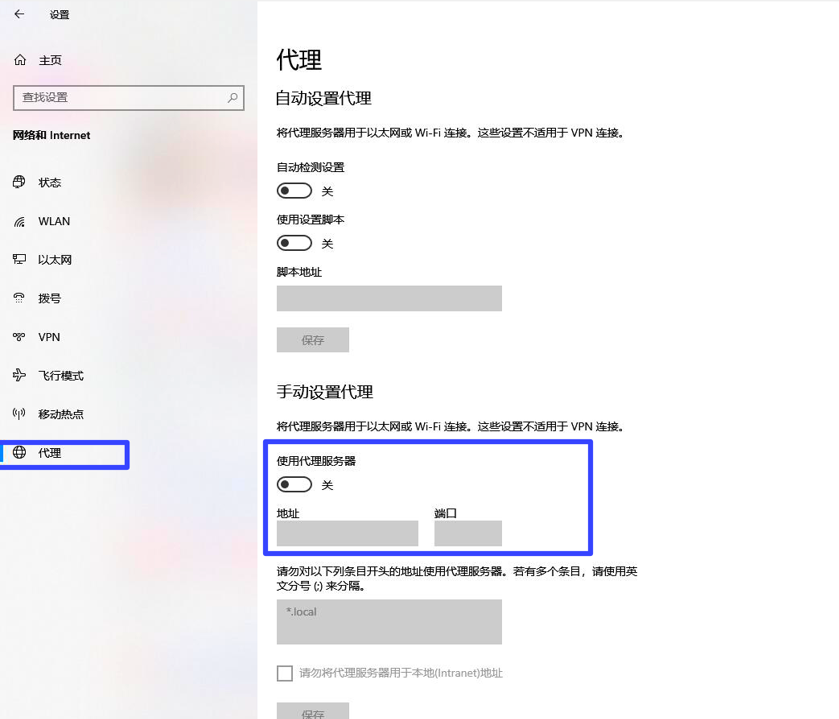 设置
主页
查找设置
网络和 Internet
状态
WLAN
以太网
拨号
VPN
飞行模式
移动热点
代理
代理
自动设置代理
将代理服务器用于以太网或 Wi-Fi 连接。这些设置不适用于 VPN 连接。
自动检测设置
关
使用设置脚本
关
脚本地址
保存
手动设置代理
将代理服务器用于以太网或 Wi-Fi 连接。这些设置不适用于 VPN 连接。
使用代理服务器
关
地址 端口
请勿对以下列条目开头的地址使用代理服务器。若有多个条目，请使用英
文分号 (;) 来分隔。
*.local
请勿将代理服务器用于本地(Intranet)地址
保存